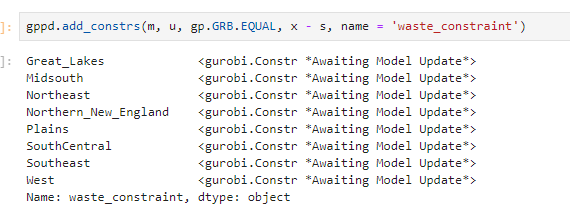 ]: gppd.add_constrs(m, u, gp.GRB.EQUAL, x - s, name = 'waste_constraint')
]: Great_Lakes <gurobi.Constr *Awaiting Model Update*>
Midsouth <gurobi.Constr *Awaiting Model Update*>
Northeast <gurobi.Constr *Awaiting Model Update*>
Northern_New_England <gurobi.Constr *Awaiting Model Update*>
Plains <gurobi.Constr *Awaiting Model Update*>
SouthCentral <gurobi.Constr *Awaiting Model Update*>
Southeast <gurobi.Constr *Awaiting Model Update*>
West <gurobi.Constr *Awaiting Model Update*>
Name: waste_constraint, dtype: object